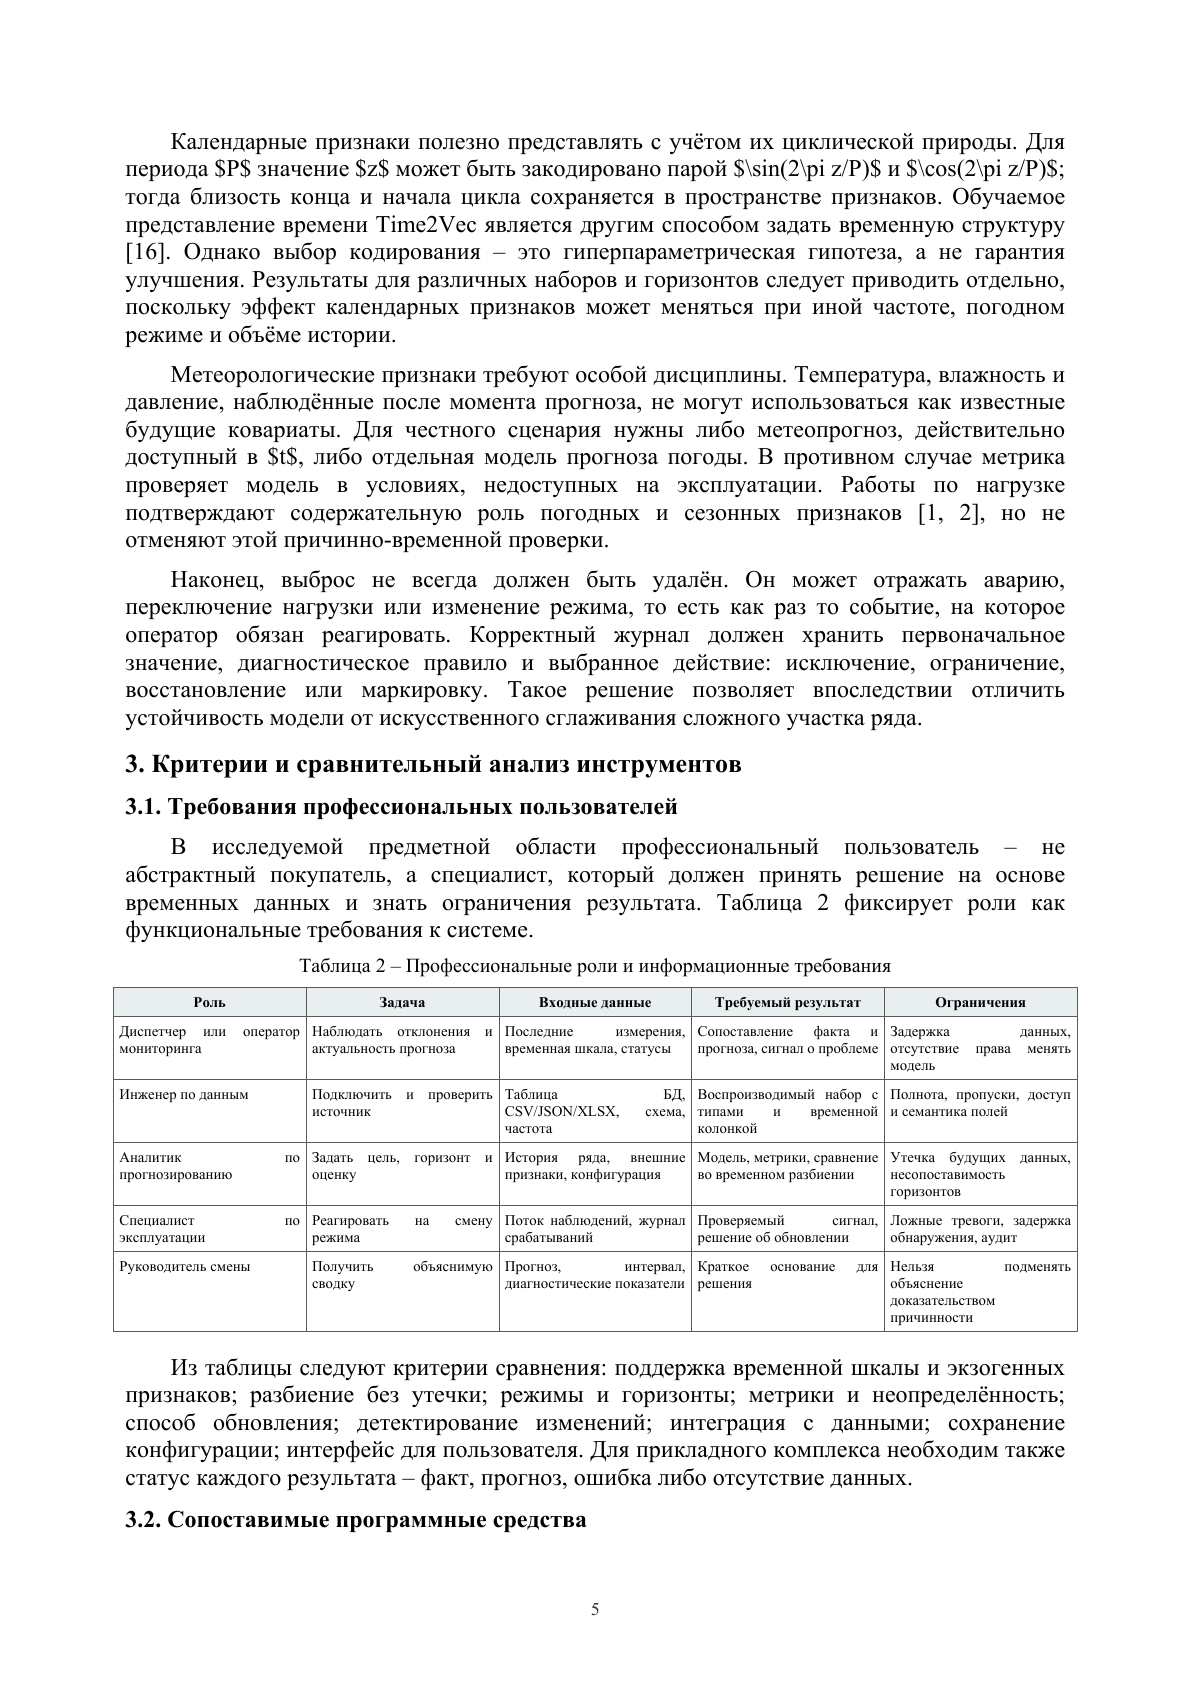 Календарные признаки полезно представлять с учётом их циклической природы. Для
периода $P$ значение $z$ может быть закодировано парой $\sin(2\pi z/P)$ и $\cos(2\pi z/P)$;
тогда близость конца и начала цикла сохраняется в пространстве признаков. Обучаемое
представление времени Time2Vec является другим способом задать временную структуру
[16]. Однако выбор кодирования – это гиперпараметрическая гипотеза, а не гарантия
улучшения. Результаты для различных наборов и горизонтов следует приводить отдельно,
поскольку эффект календарных признаков может меняться при иной частоте, погодном
режиме и объёме истории.
Метеорологические признаки требуют особой дисциплины. Температура, влажность и
давление, наблюдённые после момента прогноза, не могут использоваться как известные
будущие ковариаты. Для честного сценария нужны либо метеопрогноз, действительно
доступный в $t$, либо отдельная модель прогноза погоды. В противном случае метрика
проверяет модель в условиях, недоступных на эксплуатации. Работы по нагрузке
подтверждают содержательную роль погодных и сезонных признаков [1, 2], но не
отменяют этой причинно-временной проверки.
Наконец, выброс не всегда должен быть удалён. Он может отражать аварию,
переключение нагрузки или изменение режима, то есть как раз то событие, на которое
оператор обязан реагировать. Корректный журнал должен хранить первоначальное
значение, диагностическое правило и выбранное действие: исключение, ограничение,
восстановление или маркировку. Такое решение позволяет впоследствии отличить
устойчивость модели от искусственного сглаживания сложного участка ряда.
3. Критерии и сравнительный анализ инструментов
3.1. Требования профессиональных пользователей
В исследуемой предметной области профессиональный пользователь – не
абстрактный покупатель, а специалист, который должен принять решение на основе
временных данных и знать ограничения результата. Таблица 2 фиксирует роли как
функциональные требования к системе.
Таблица 2 – Профессиональные роли и информационные требования
Роль
Задача
Входные данные
Требуемый результат
Ограничения
Диспетчер или оператор
мониторинга
Наблюдать отклонения и
актуальность прогноза
Последние измерения,
временная шкала, статусы
Сопоставление факта и
прогноза, сигнал о проблеме
Задержка данных,
отсутствие права менять
модель
Инженер по данным
Подключить и проверить
источник
Таблица БД,
CSV/JSON/XLSX, схема,
частота
Воспроизводимый набор с
типами и временной
колонкой
Полнота, пропуски, доступ
и семантика полей
Аналитик по
прогнозированию
Задать цель, горизонт и
оценку
История ряда, внешние
признаки, конфигурация
Модель, метрики, сравнение
во временном разбиении
Утечка будущих данных,
несопоставимость
горизонтов
Специалист по
эксплуатации
Реагировать на смену
режима
Поток наблюдений, журнал
срабатываний
Проверяемый сигнал,
решение об обновлении
Ложные тревоги, задержка
обнаружения, аудит
Руководитель смены
Получить объяснимую
сводку
Прогноз, интервал,
диагностические показатели
Краткое основание для
решения
Нельзя подменять
объяснение
доказательством
причинности
Из таблицы следуют критерии сравнения: поддержка временной шкалы и экзогенных
признаков; разбиение без утечки; режимы и горизонты; метрики и неопределённость;
способ обновления; детектирование изменений; интеграция с данными; сохранение
конфигурации; интерфейс для пользователя. Для прикладного комплекса необходим также
статус каждого результата – факт, прогноз, ошибка либо отсутствие данных.
3.2. Сопоставимые программные средства
5